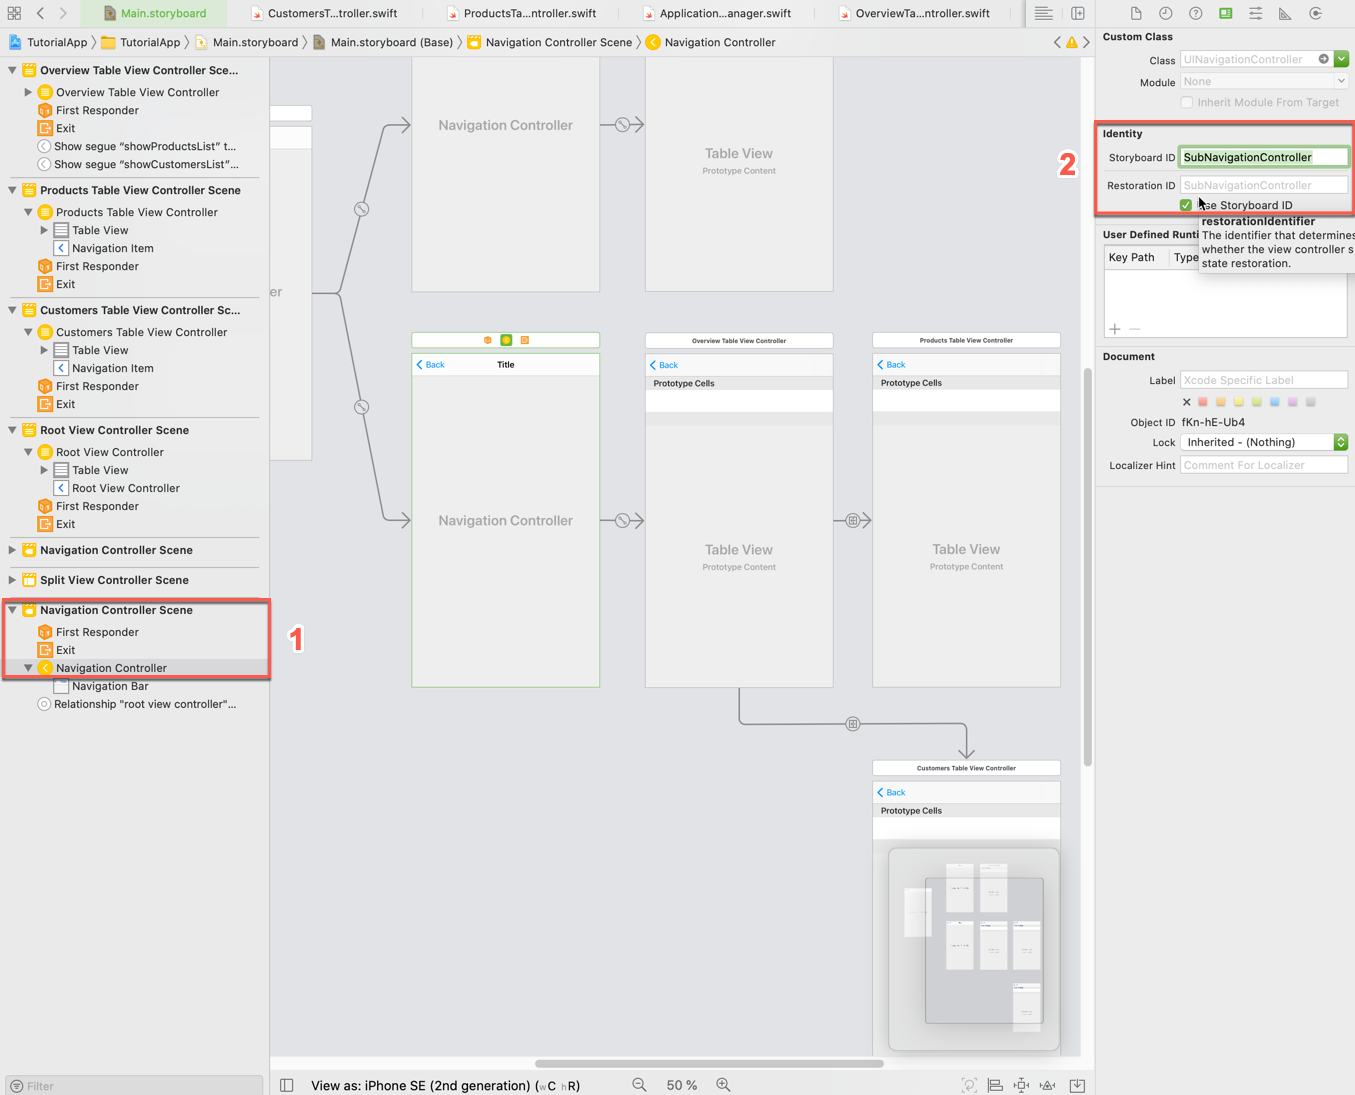 Main.storyboard
CustomersT...troller.swift
ProductsTa...ntroller.swift
Application...anager.swift
OverviewTa...ntroller.swift
TutorialApp
TutorialApp
Main.storyboard
Main.storyboard (Base)
Navigation Controller Scene
Navigation Controller
Overview Table View Controller Sce...
Overview Table View Controller
First Responder
Exit
Show segue “showProductsList” t...
Show segue “showCustomersList”...
Products Table View Controller Scene
Products Table View Controller
Table View
Navigation Item
First Responder
Exit
Customers Table View Controller Sc...
Customers Table View Controller
Table View
Navigation Item
First Responder
Exit
Root View Controller Scene
Root View Controller
Table View
Root View Controller
First Responder
Exit
Navigation Controller Scene
Split View Controller Scene
Navigation Controller Scene
First Responder
Exit
Navigation Controller
Navigation Bar
Relationship "root view controller"...
1
Filter
er
Navigation Controller
Table View
Prototype Content
Back
Title
Navigation Controller
Overview Table View Controller
Back
Prototype Cells
Table View
Prototype Content
Products Table View Controller
Back
Prototype Cells
Table View
Prototype Content
Customers Table View Controller
Back
Prototype Cells
View as: iPhone SE (2nd generation) (wC hR)
50 %
Custom Class
Class UINavigationController
Module None
Inherit Module From Target
2
Identity
Storyboard ID SubNavigationController
Restoration ID SubNavigationController
se Storyboard ID
restorationIdentifier
The identifier that determines
whether the view controller s
state restoration.
User Defined Runti
Key Path Type
Document
Label Xcode Specific Label
Object ID fKn-hE-Ub4
Lock Inherited - (Nothing)
Localizer Hint Comment For Localizer